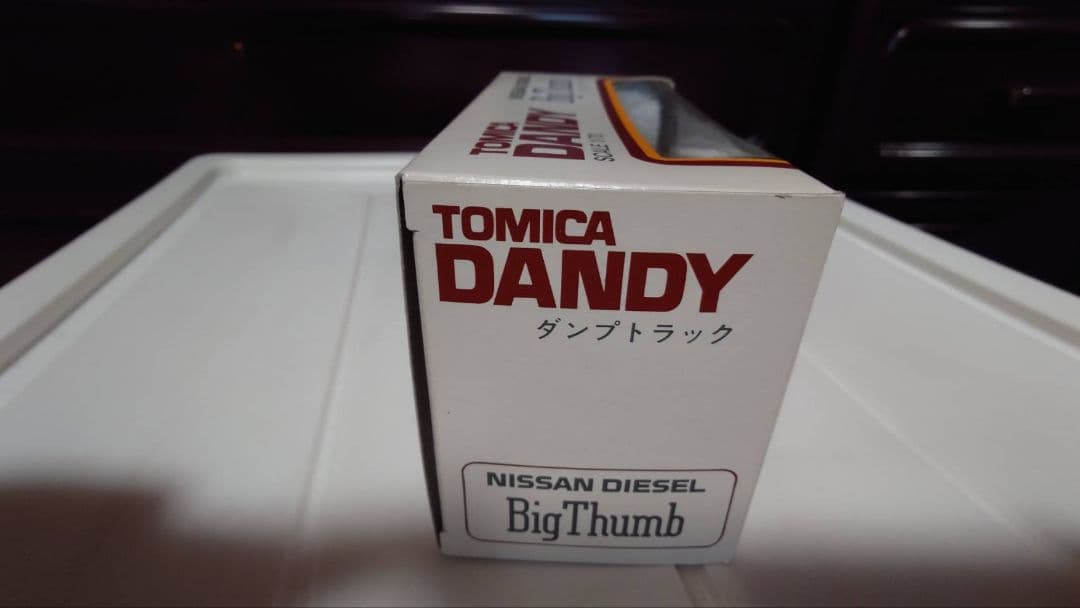 TOMICA
DANDY
SCALE
TOMICA
DANDY
ダンプトラック
NISSAN DIESEL
BigThumb